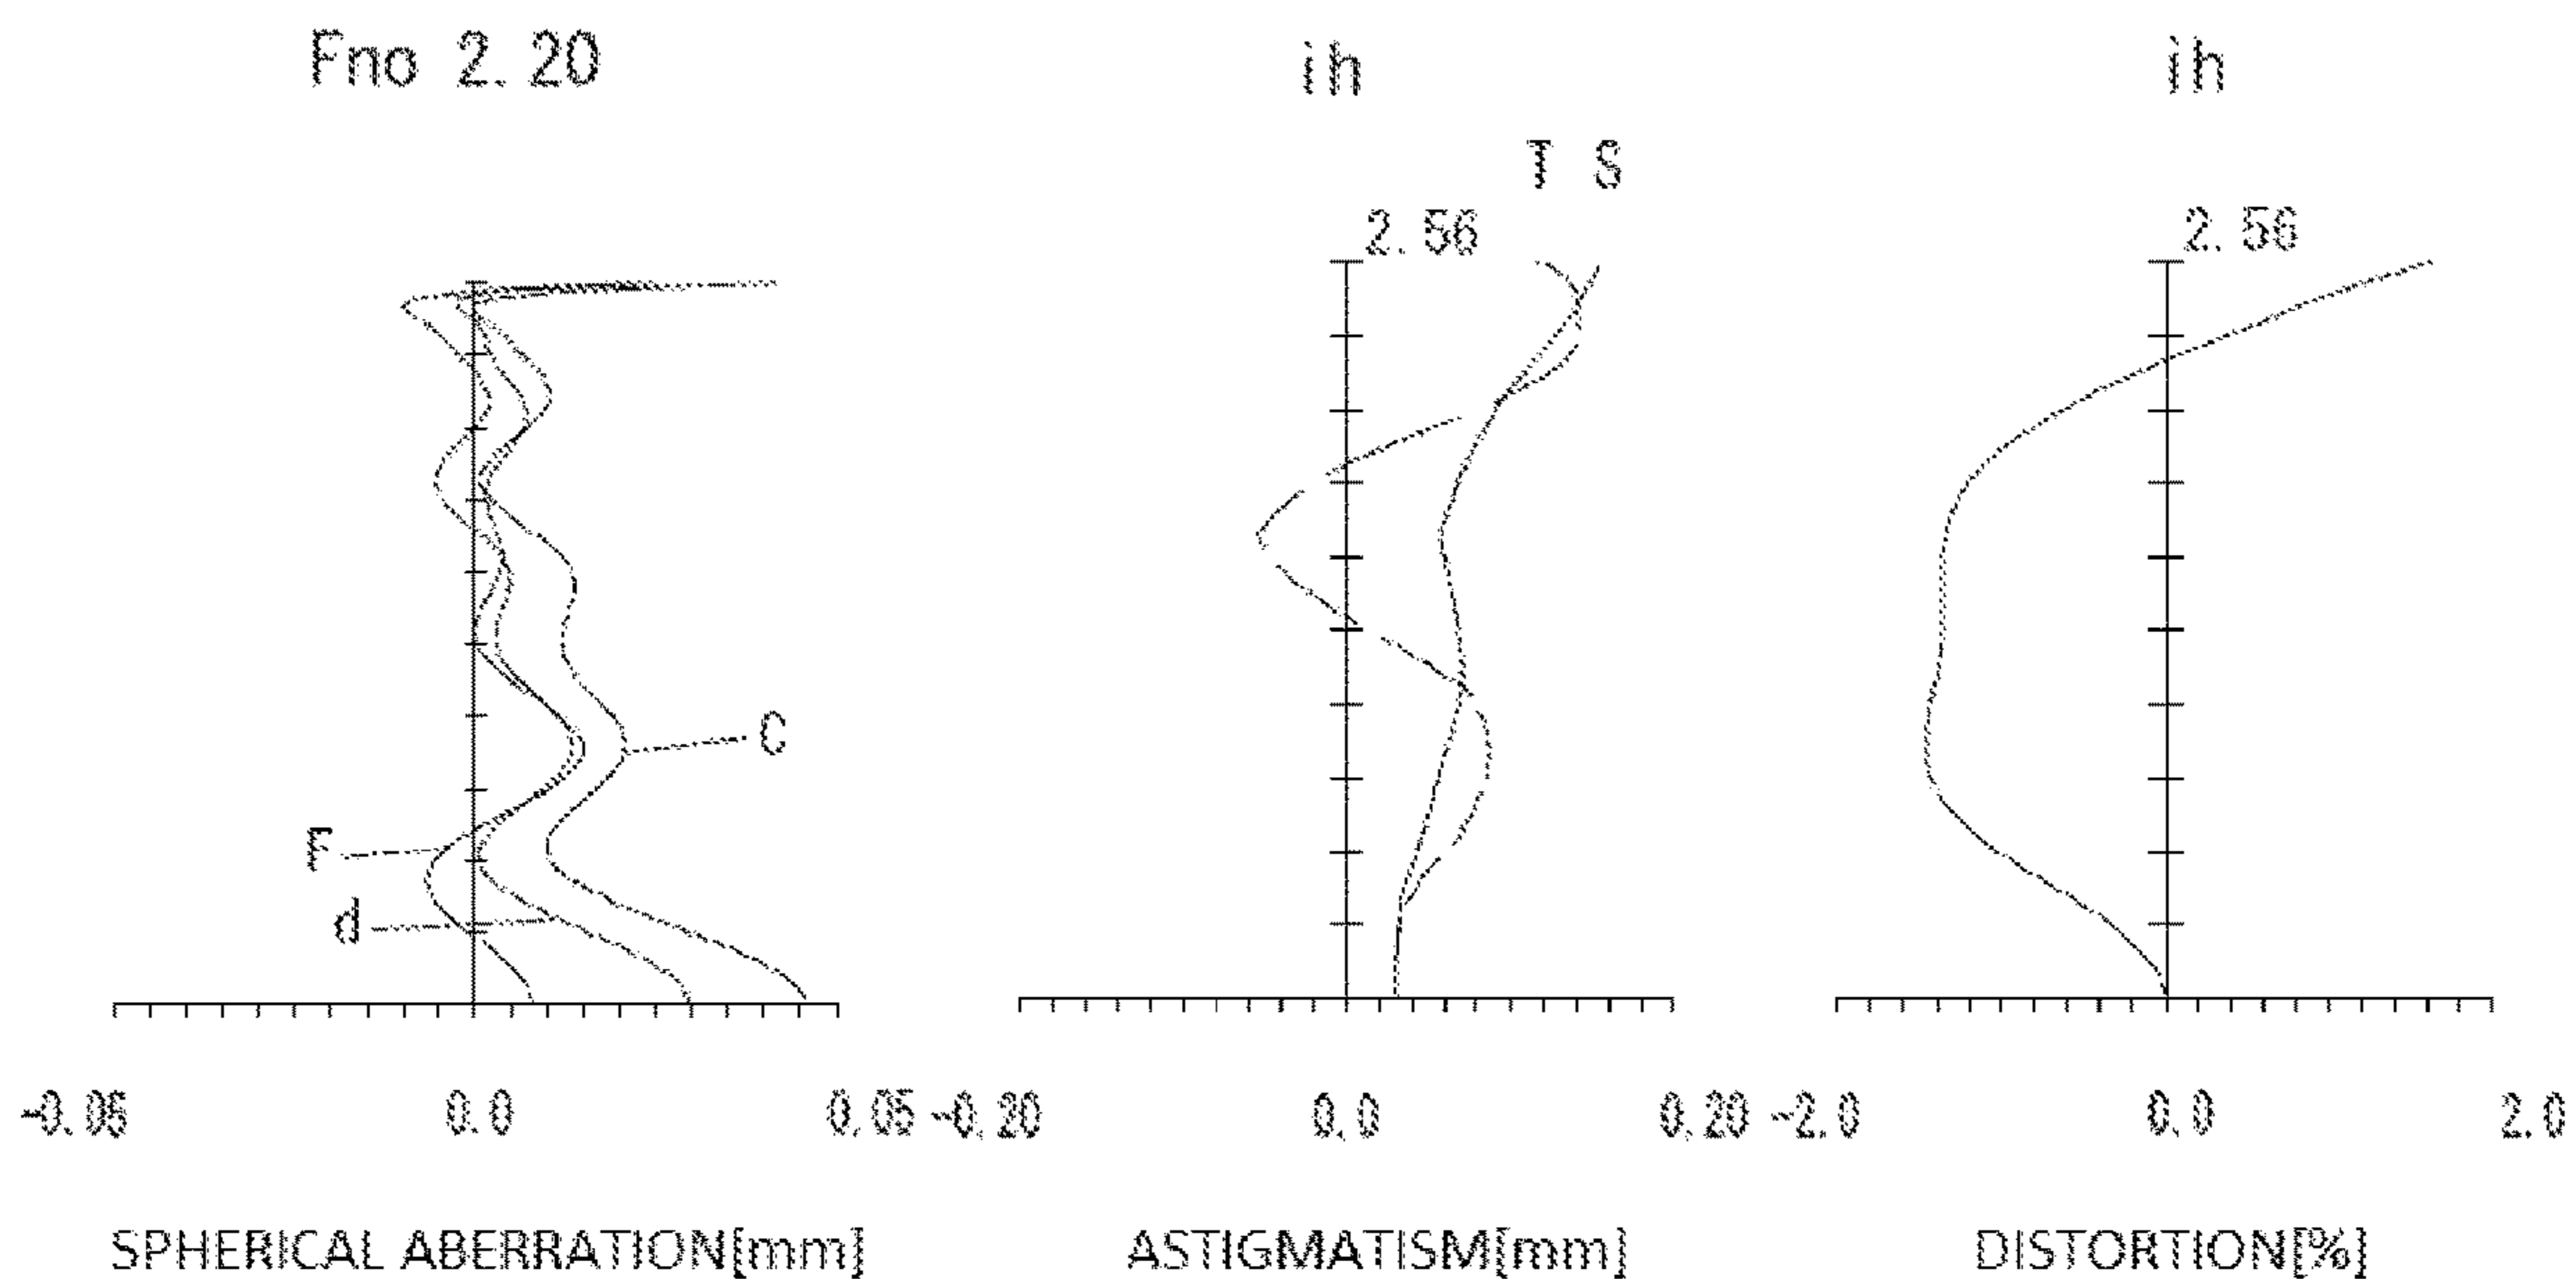 Fno 2.20
ih
ih
T S
2.56
2.56
C
F
d
-0.05 0.0 0.05 -0.20 0.0 0.20 -2.0 0.0 2.0
SPHERICAL ABERRATION[mm] ASTIGMATISM[mm] DISTORTION[%]